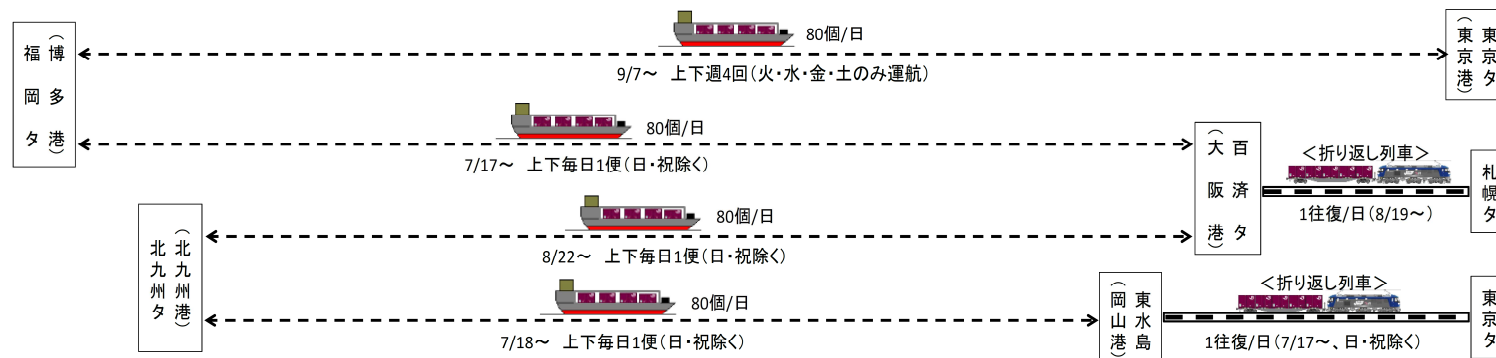 福岡タ
（博多港）
80個/日
9/7～ 上下週4回（火・水・金・土のみ運航）
東京タ
（東京港）
80個/日
7/17～ 上下毎日1便（日・祝除く）
百済タ
（大阪港）
＜折り返し列車＞
1往復/日（8/19～）
札幌タ
（北九州港）
北九州タ
80個/日
8/22～ 上下毎日1便（日・祝除く）
80個/日
7/18～ 上下毎日1便（日・祝除く）
東水島
（岡山港）
＜折り返し列車＞
1往復/日（7/17～、日・祝除く）
東京タ